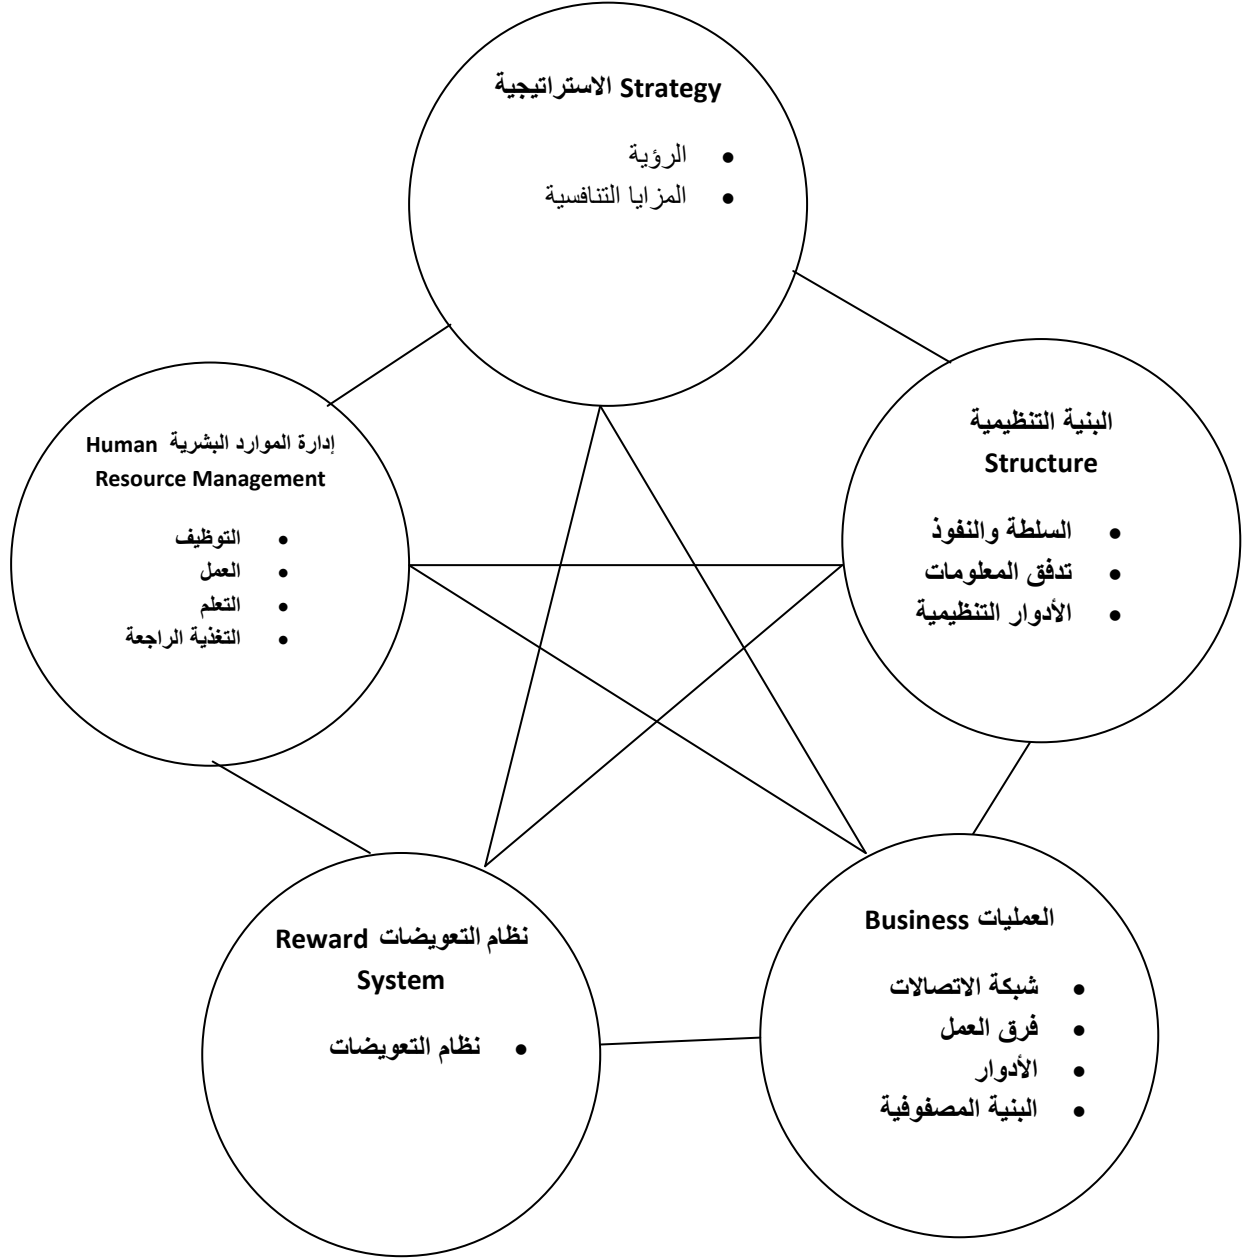 الاستراتيجية Strategy
• الرؤية
• المزايا التنافسية
البنية التنظيمية
Structure
• السلطة والنفوذ
• تدفق المعلومات
• الأدوار التنظيمية
إدارة الموارد البشرية Human
Resource Management
• التوظيف
• العمل
• التعلم
• التغذية الراجعة
العمليات Business
• شبكة الاتصالات
• فرق العمل
• الأدوار
• البنية المصفوفية
نظام التعويضات Reward
System
• نظام التعويضات